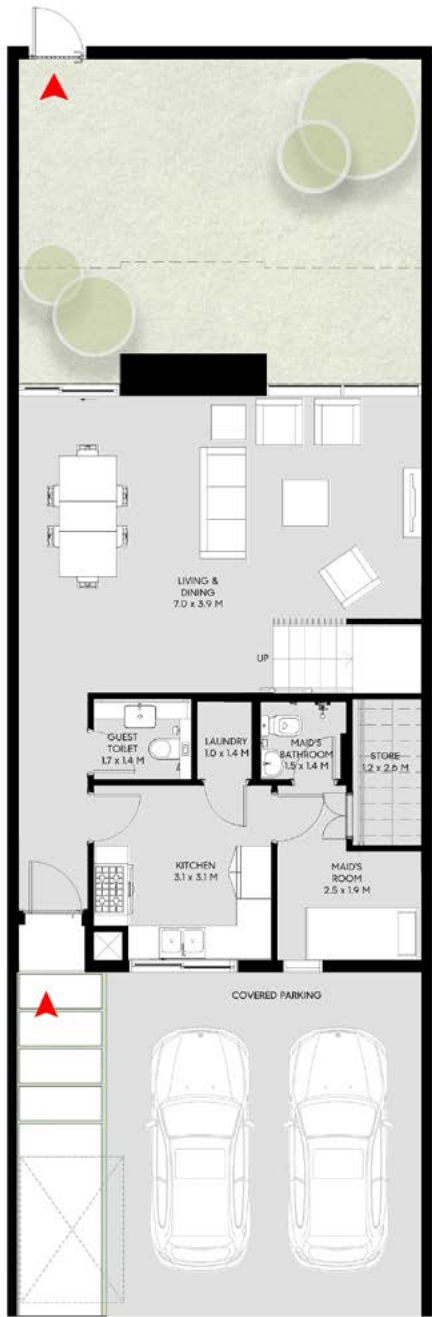 LIVING &
DINING
7.0 x 3.9 M
UP
GUEST
TOILET
1.7 x 1.4 M
LAUNDRY
1.0 x 1.4 M
MAID'S
BATHROOM
1.5 x 1.4 M
STORE
1.2 x 2.6 M
KITCHEN
3.1 x 3.1 M
MAID'S
ROOM
2.5 x 1.9 M
COVERED PARKING